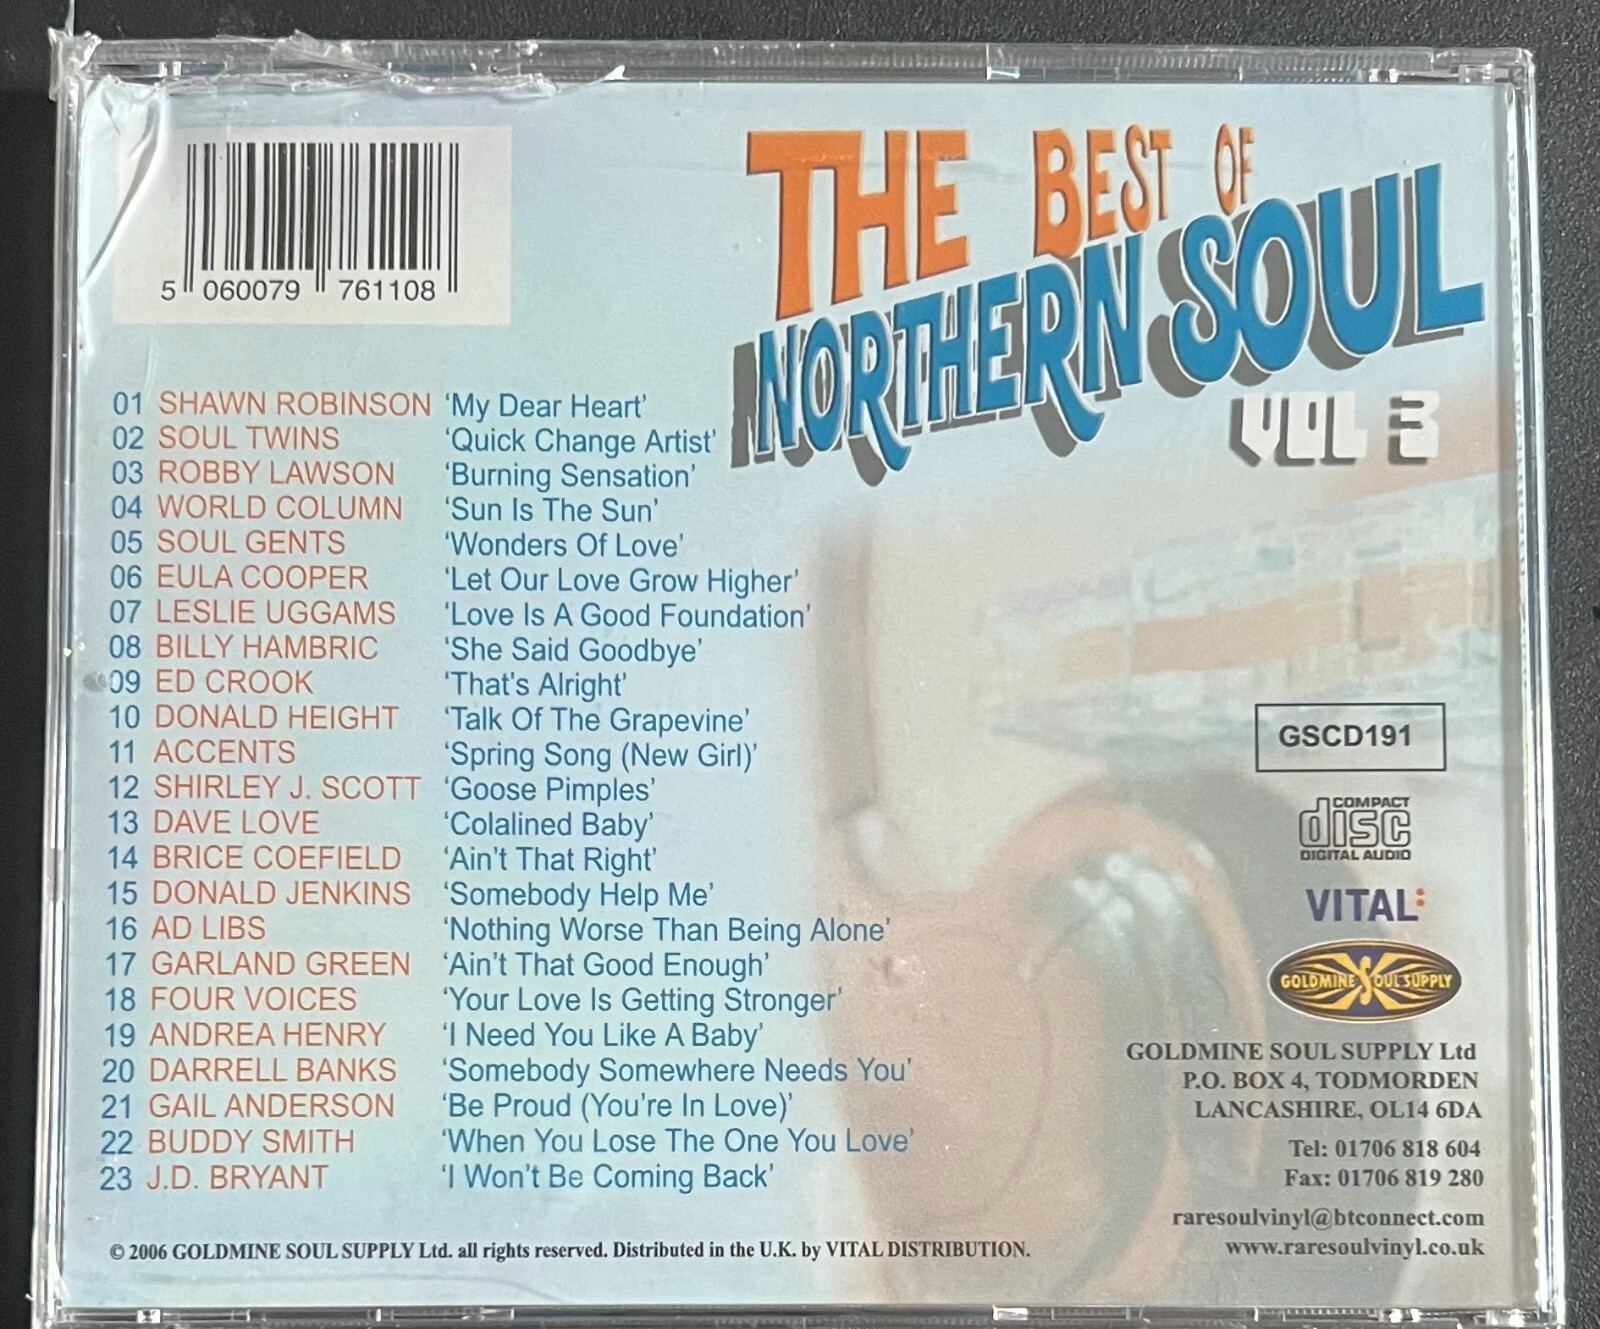 THE BEST OF
NORTHERN SOUL
VOL 3
5 060079 761108
01 SHAWN ROBINSON 'My Dear Heart'
02 SOUL TWINS 'Quick Change Artist'
03 ROBBY LAWSON 'Burning Sensation'
04 WORLD COLUMN 'Sun Is The Sun'
05 SOUL GENTS 'Wonders Of Love'
06 EULA COOPER 'Let Our Love Grow Higher'
07 LESLIE UGGAMS 'Love Is A Good Foundation'
08 BILLY HAMBRIC 'She Said Goodbye'
09 ED CROOK 'That's Alright'
10 DONALD HEIGHT 'Talk Of The Grapevine'
11 ACCENTS 'Spring Song (New Girl)'
12 SHIRLEY J. SCOTT 'Goose Pimples'
13 DAVE LOVE 'Colalined Baby'
14 BRICE COEFIELD 'Ain't That Right'
15 DONALD JENKINS 'Somebody Help Me'
16 AD LIBS 'Nothing Worse Than Being Alone'
17 GARLAND GREEN 'Ain't That Good Enough'
18 FOUR VOICES 'Your Love Is Getting Stronger'
19 ANDREA HENRY 'I Need You Like A Baby'
20 DARRELL BANKS 'Somebody Somewhere Needs You'
21 GAIL ANDERSON 'Be Proud (You're In Love)'
22 BUDDY SMITH 'When You Lose The One You Love'
23 J.D. BRYANT 'I Won't Be Coming Back'
GSCD191
COMPACT
disc
DIGITAL AUDIO
VITAL:
GOLDMINE SOUL SUPPLY
GOLDMINE SOUL SUPPLY Ltd
P.O. BOX 4, TODMORDEN
LANCASHIRE, OL14 6DA
Tel: 01706 818 604
Fax: 01706 819 280
raresoulvinyl@btconnect.com
www.raresoulvinyl.co.uk
© 2006 GOLDMINE SOUL SUPPLY Ltd. all rights reserved. Distributed in the U.K. by VITAL DISTRIBUTION.